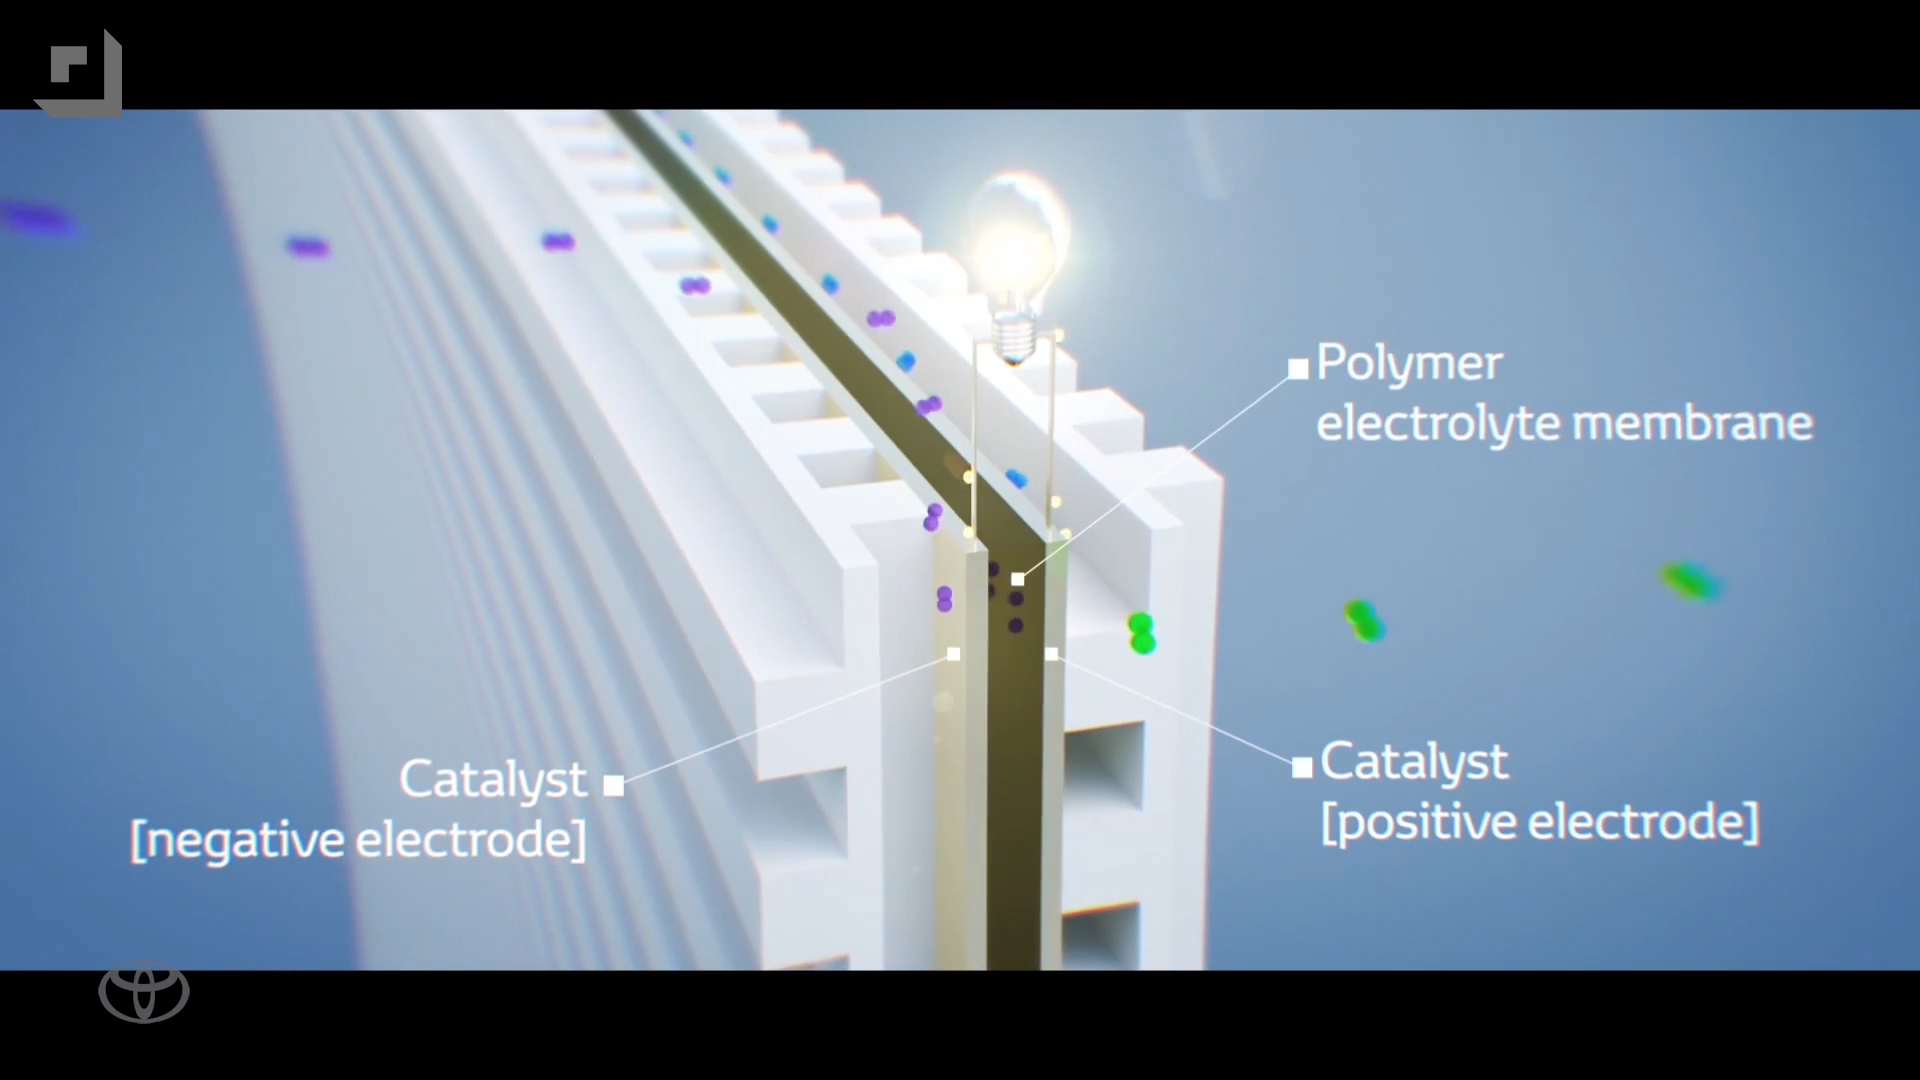 Polymer
electrolyte membrane
Catalyst
[negative electrode]
Catalyst
[positive electrode]